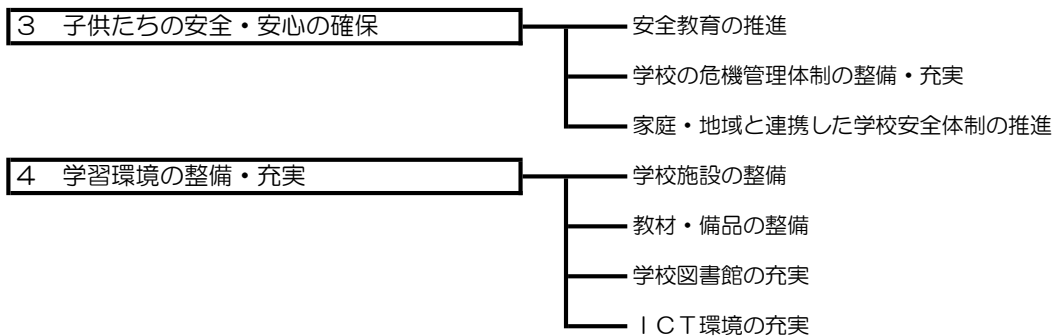 3　子供たちの安全・安心の確保
安全教育の推進
学校の危機管理体制の整備・充実
家庭・地域と連携した学校安全体制の推進
4　学習環境の整備・充実
学校施設の整備
教材・備品の整備
学校図書館の充実
ＩＣＴ環境の充実